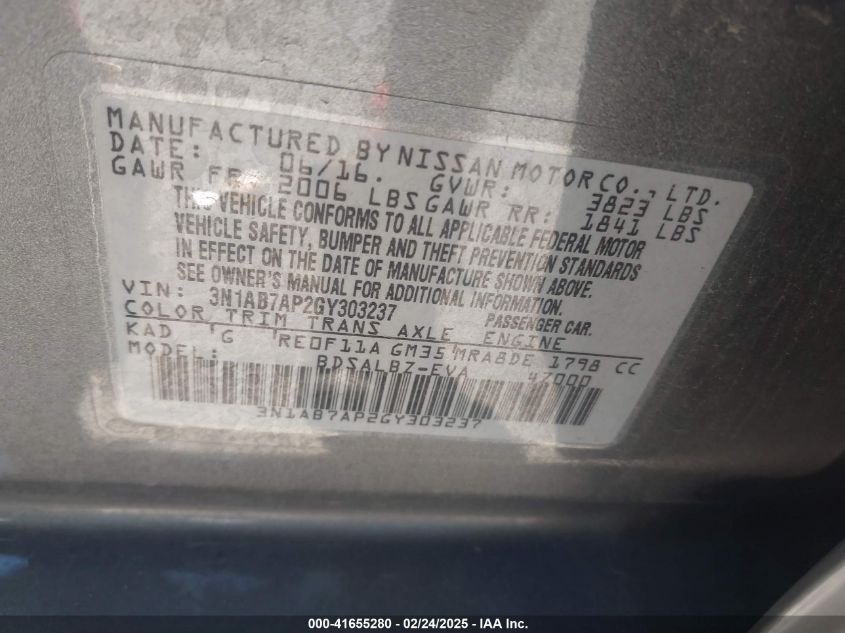 MANUFACTURED BY NISSAN MOTOR CO., LTD.
DATE: 06/16. GVWR: 3823 LBS
GAWR FR: 2006 LBS GAWR RR: 1841 LBS
THIS VEHICLE CONFORMS TO ALL APPLICABLE FEDERAL MOTOR
VEHICLE SAFETY, BUMPER AND THEFT PREVENTION STANDARDS
IN EFFECT ON THE DATE OF MANUFACTURE SHOWN ABOVE.
SEE OWNER'S MANUAL FOR ADDITIONAL INFORMATION.
VIN: 3N1AB7AP2GY303237 PASSENGER CAR.
COLOR TRIM TRANS AXLE ENGINE
KAD G RE0F11A GM35 MRA8DE 1798 CC
MODEL: BDSALBZ-EVA 47000
3N1AB7AP2GY303237
000-41655280 - 02/24/2025 - IAA Inc.